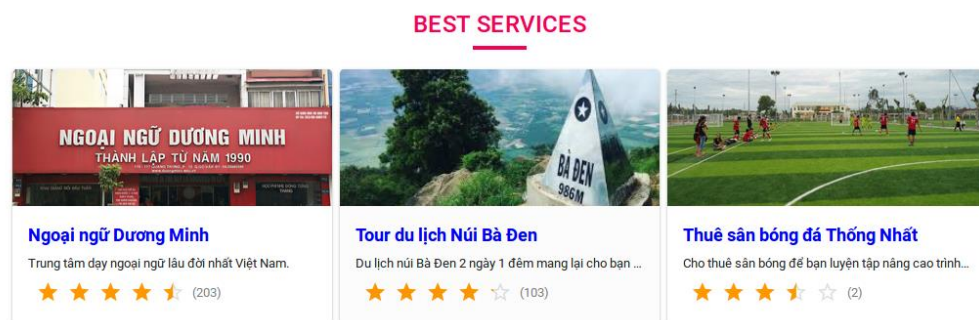 BEST SERVICES
NGOẠI NGỮ DƯƠNG MINH
THÀNH LẬP TỪ NĂM 1990
BÀ ĐEN
986M
Ngoại ngữ Dương Minh
Trung tâm dạy ngoại ngữ lâu đời nhất Việt Nam.
(203)
Tour du lịch Núi Bà Đen
Du lịch núi Bà Đen 2 ngày 1 đêm mang lại cho bạn ...
(103)
Thuê sân bóng đá Thống Nhất
Cho thuê sân bóng để bạn luyện tập nâng cao trình...
(2)